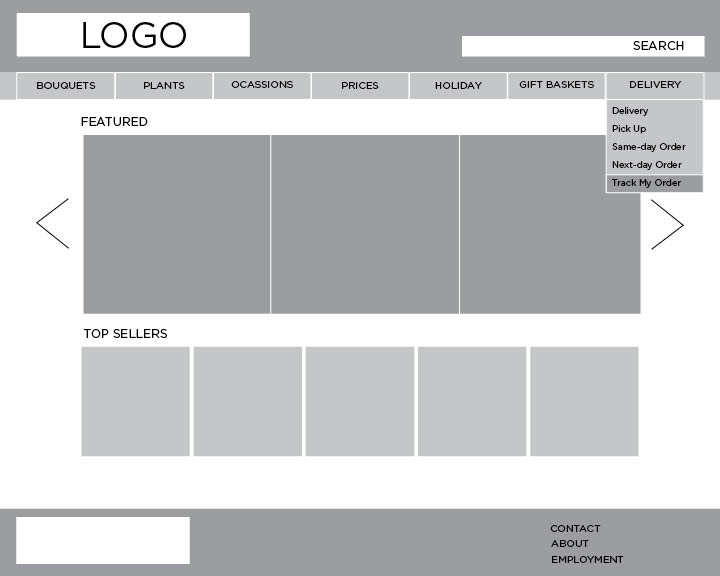 LOGO
SEARCH
BOUQUETS
PLANTS
OCASSIONS
PRICES
HOLIDAY
GIFT BASKETS
DELIVERY
Delivery
Pick Up
Same-day Order
Next-day Order
Track My Order
FEATURED
TOP SELLERS
CONTACT
ABOUT
EMPLOYMENT